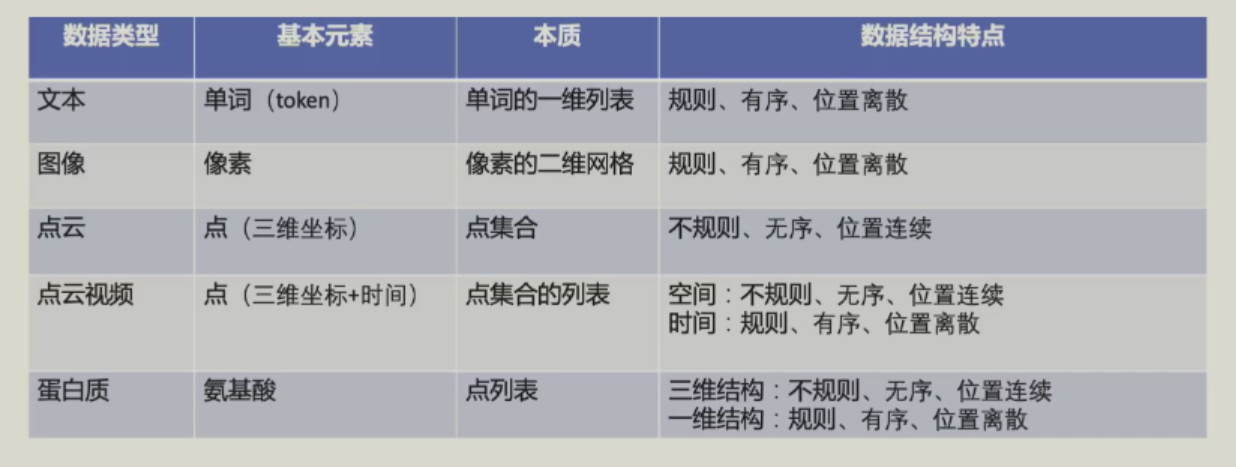 数据类型 基本元素 本质 数据结构特点
文本 单词（token） 单词的一维列表 规则、有序、位置离散
图像 像素 像素的二维网格 规则、有序、位置离散
点云 点（三维坐标） 点集合 不规则、无序、位置连续
点云视频 点（三维坐标+时间） 点集合的列表 空间：不规则、无序、位置连续
时间：规则、有序、位置离散
蛋白质 氨基酸 点列表 三维结构：不规则、无序、位置连续
一维结构：规则、有序、位置离散